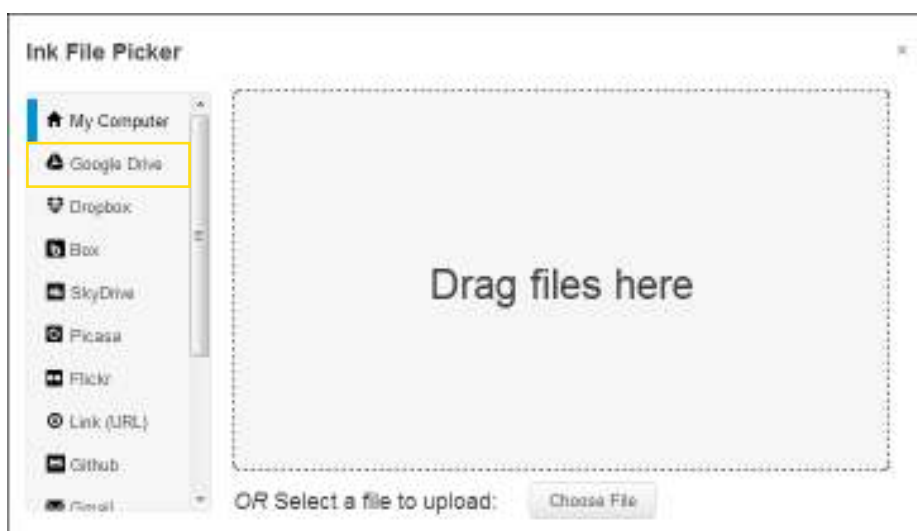 Ink File Picker
My Computer
Google Drive
Dropbox
Box
SkyDrive
Picasa
Flickr
Link (URL)
Github
Gmail
Drag files here
OR Select a file to upload:
Choose File